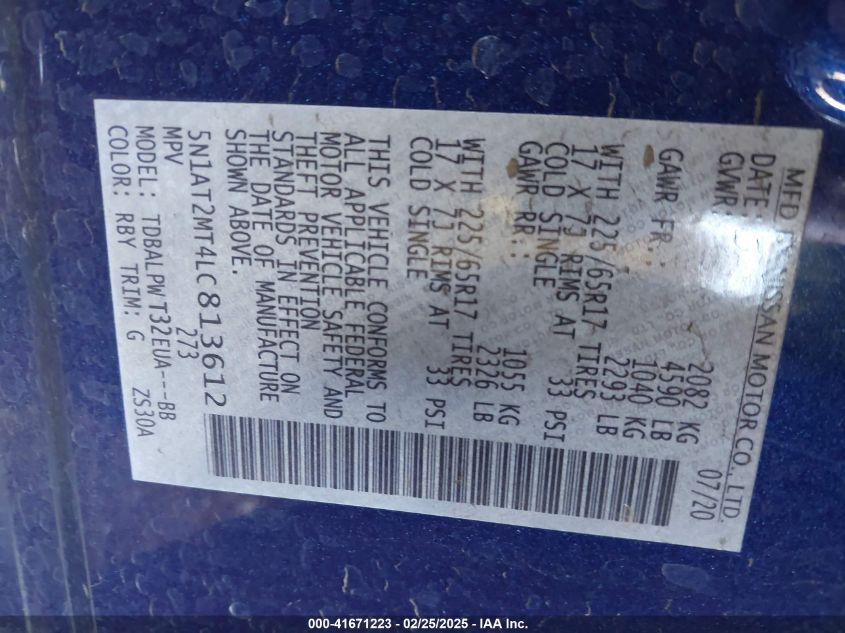 MFD NISSAN MOTOR CO., LTD.
DATE: 07/20
GVWR: 2082 KG
4590 LB
GAWR FR.: 1040 KG
2293 LB
WITH 225/65R17 TIRES
17 X 7J RIMS AT 33 PSI
COLD SINGLE
GAWR RR.: 1055 KG
2326 LB
WITH 225/65R17 TIRES
17 X 7J RIMS AT 33 PSI
COLD SINGLE
THIS VEHICLE CONFORMS TO
ALL APPLICABLE FEDERAL
MOTOR VEHICLE SAFETY AND
THEFT PREVENTION
STANDARDS IN EFFECT ON
THE DATE OF MANUFACTURE
SHOWN ABOVE.
5N1AT2MT4LC813612
MPV 273
MODEL: TDBALPW T32EUA---BB
COLOR: RBY TRIM: G ZS30A
000-41671223 - 02/25/2025 - IAA Inc.